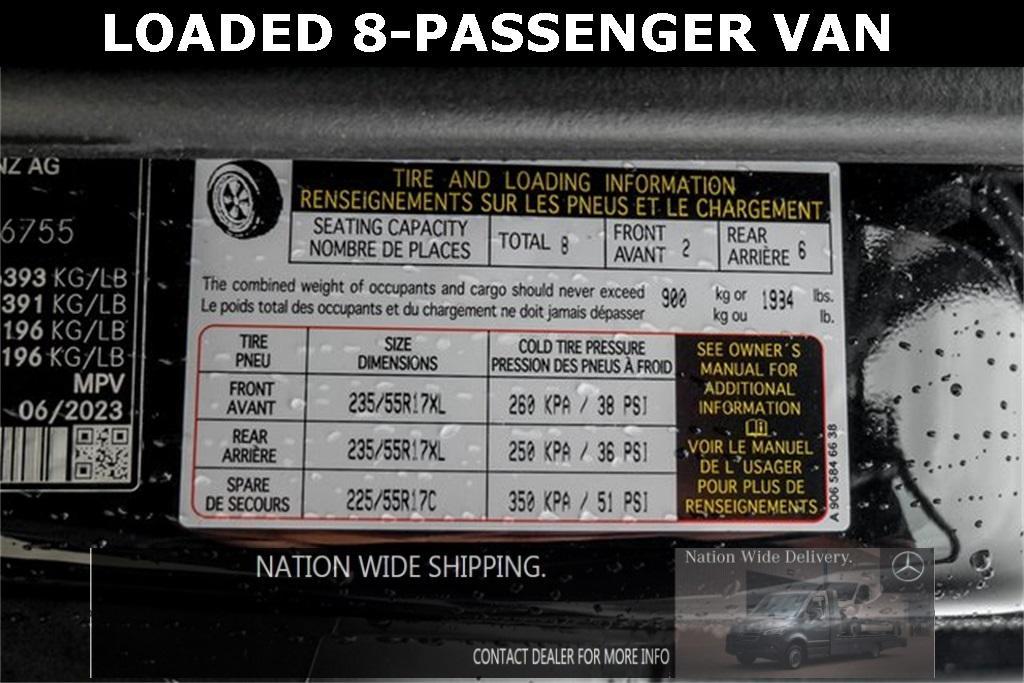 LOADED 8-PASSENGER VAN
NZ AG
6755
393 KG/LB
391 KG/LB
196 KG/LB
196 KG/LB
MPV
06/2023
TIRE AND LOADING INFORMATION
RENSEIGNEMENTS SUR LES PNEUS ET LE CHARGEMENT
SEATING CAPACITY
NOMBRE DE PLACES
TOTAL 8
FRONT
AVANT 2
REAR
ARRIÈRE 6
The combined weight of occupants and cargo should never exceed 900 kg or 1984 lbs.
Le poids total des occupants et du chargement ne doit jamais dépasser kg ou lb.
TIRE
PNEU
SIZE
DIMENSIONS
COLD TIRE PRESSURE
PRESSION DES PNEUS À FROID
FRONT
AVANT
235/55R17XL
260 KPA / 38 PSI
REAR
ARRIÈRE
235/55R17XL
250 KPA / 36 PSI
SPARE
DE SECOURS
225/55R17C
350 KPA / 51 PSI
SEE OWNER'S
MANUAL FOR
ADDITIONAL
INFORMATION
VOIR LE MANUEL
DE L'USAGER
POUR PLUS DE
RENSEIGNEMENTS
A 906 584 66 38
NATION WIDE SHIPPING.
CONTACT DEALER FOR MORE INFO
Nation Wide Delivery.